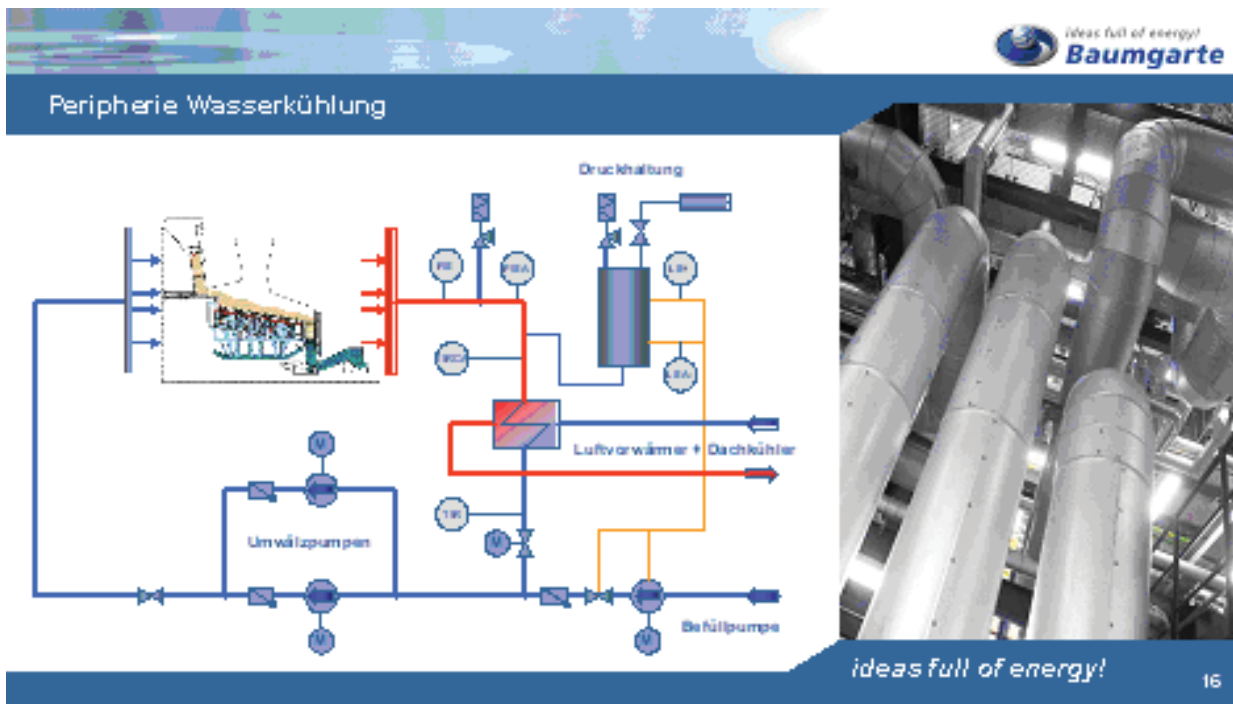 ideas full of energy!
Baumgarte
Peripherie Wasserkühlung
Druckhaltung
Luftvorwärmer + Dachkühler
Umwälzpumpen
M
M
M
M
Befüllpumpe
ideas full of energy!
16